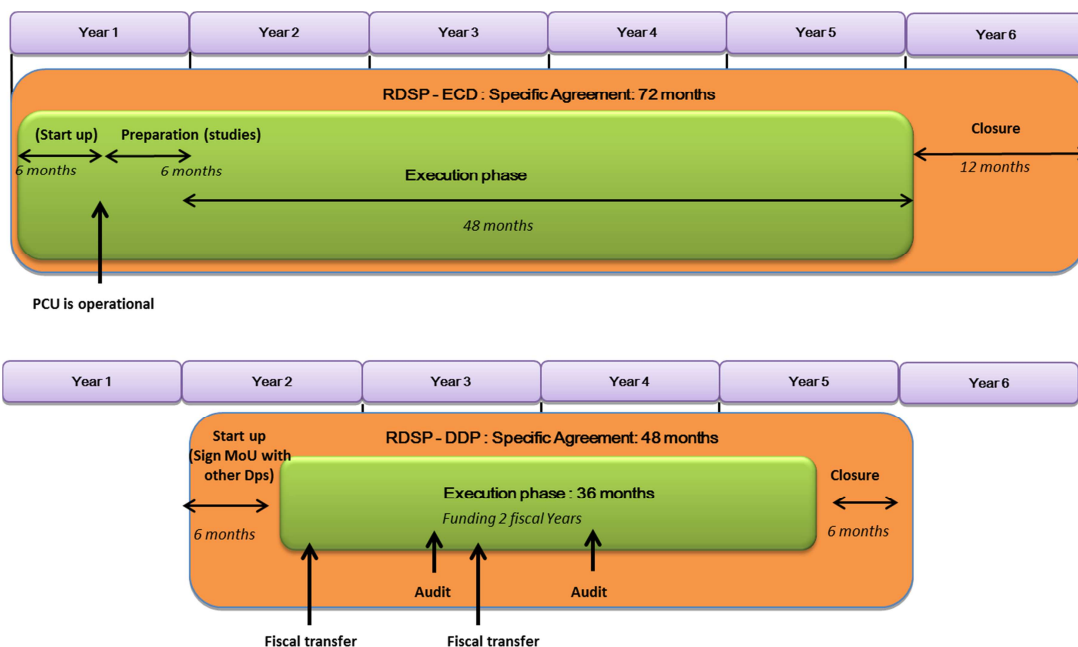 Year 1
Year 2
Year 3
Year 4
Year 5
Year 6
RDSP - ECD : Specific Agreement: 72 months
(Start up)
Preparation (studies)
Closure
6 months
6 months
Execution phase
12 months
48 months
PCU is operational
Year 1
Year 2
Year 3
Year 4
Year 5
Year 6
RDSP - DDP : Specific Agreement: 48 months
Start up
(Sign MoU with
other Dps)
6 months
Execution phase : 36 months
Funding 2 fiscal Years
Closure
6 months
Audit
Audit
Fiscal transfer
Fiscal transfer